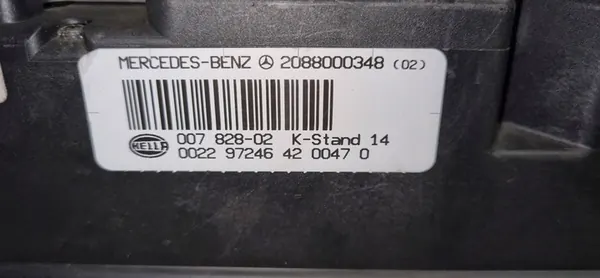 MERCEDES-BENZ 2088000348 (02)
HELLA 007 828-02 K-Stand 14
0022 97246 42 0047 0